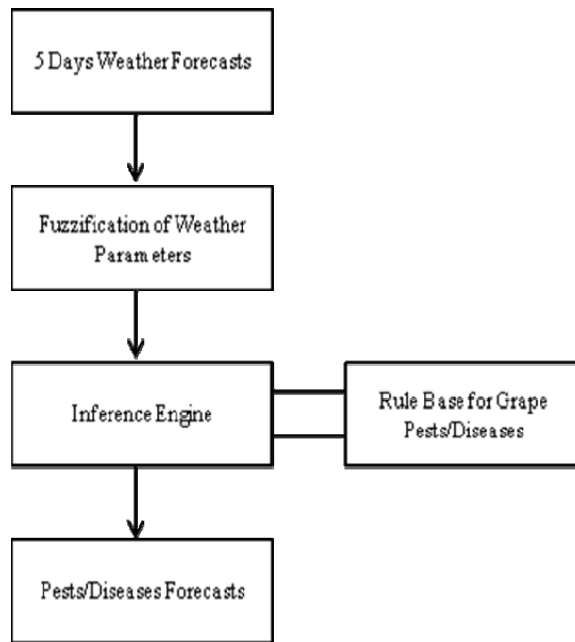 5 Days Weather Forecasts
Fuzzification of Weather
Parameters
Inference Engine
Rule Base for Grape
Pests/Diseases
Pests/Diseases Forecasts